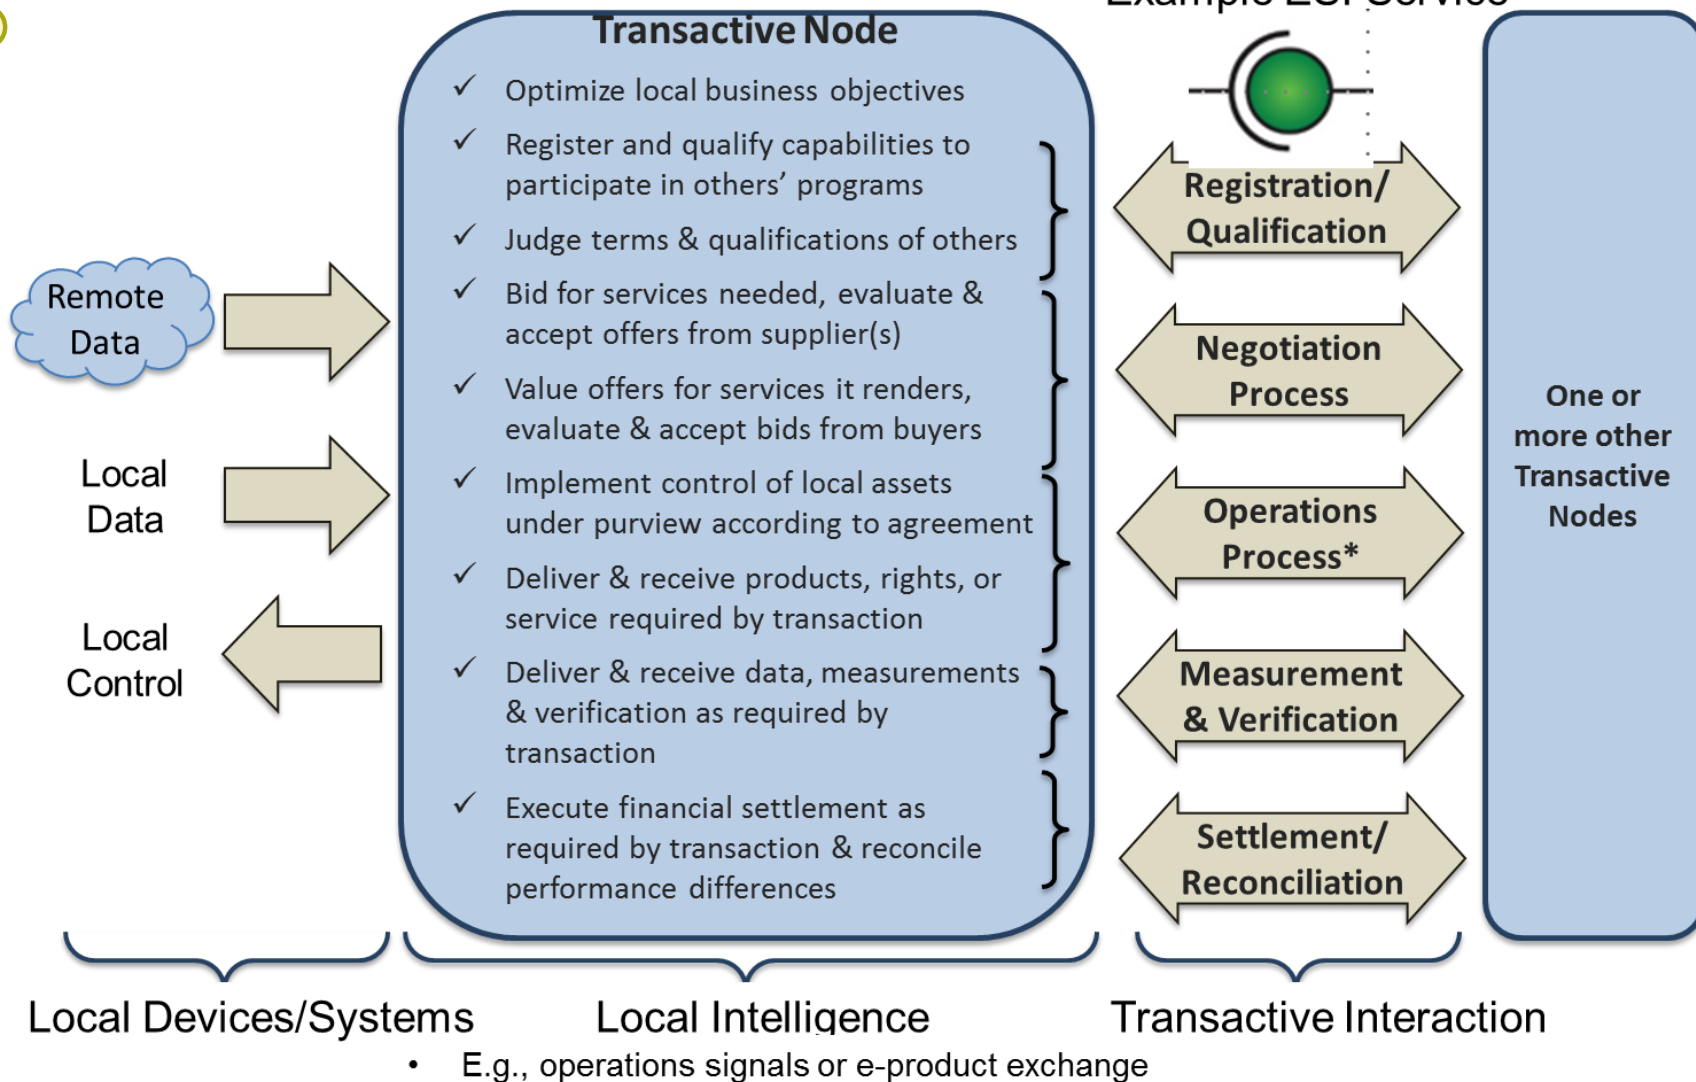 Example ESI Service
Transactive Node
✓ Optimize local business objectives
✓ Register and qualify capabilities to
participate in others’ programs
✓ Judge terms & qualifications of others
✓ Bid for services needed, evaluate &
accept offers from supplier(s)
✓ Value offers for services it renders,
evaluate & accept bids from buyers
✓ Implement control of local assets
under purview according to agreement
✓ Deliver & receive products, rights, or
service required by transaction
✓ Deliver & receive data, measurements
& verification as required by
transaction
✓ Execute financial settlement as
required by transaction & reconcile
performance differences
Remote
Data
Local
Data
Local
Control
Registration/
Qualification
Negotiation
Process
Operations
Process*
Measurement
& Verification
Settlement/
Reconciliation
One or
more other
Transactive
Nodes
Local Devices/Systems
Local Intelligence
Transactive Interaction
• E.g., operations signals or e-product exchange